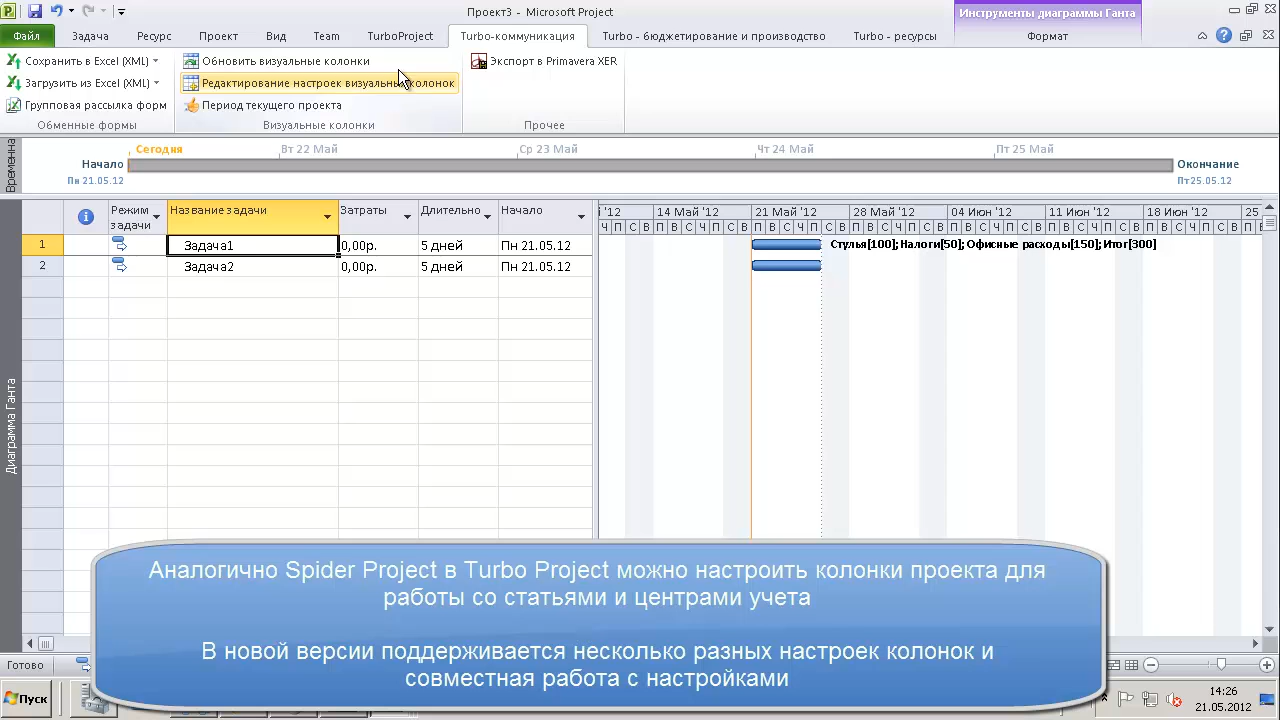 Проект3 - Microsoft Project
Инструменты диаграммы Ганта
Файл Задача Ресурс Проект Вид Team TurboProject Turbo-коммуникация Turbo - бюджетирование и производство Turbo - ресурсы Формат
Сохранить в Excel (XML) Обновить визуальные колонки Экспорт в Primavera XER
Загрузить из Excel (XML) Редактирование настроек визуальных колонок
Групповая рассылка форм Период текущего проекта
Обменные формы Визуальные колонки Прочее
Сегодня Вт 22 Май Ср 23 Май Чт 24 Май Пт 25 Май
Начало Окончание
Пн 21.05.12 Пт25.05.12
Временна
Режим задачи Название задачи Затраты Длительно Начало
'12 14 Май '12 21 Май '12 28 Май '12 04 Июн '12 11 Июн '12 18 Июн '12 25
Ч П С В П В С Ч П С В П В С Ч П С В П В С Ч П С В П В С Ч П С В П В С Ч П С В П В С Ч П С В П
1 Задача1 0,00р. 5 дней Пн 21.05.12 Стулья[100]; Налоги[50]; Офисные расходы[150]; Итог[300]
2 Задача2 0,00р. 5 дней Пн 21.05.12
Диаграмма Ганта
Аналогично Spider Project в Turbo Project можно настроить колонки проекта для
работы со статьями и центрами учета
В новой версии поддерживается несколько разных настроек колонок и
совместная работа с настройками
Готово
Пуск
14:26
21.05.2012